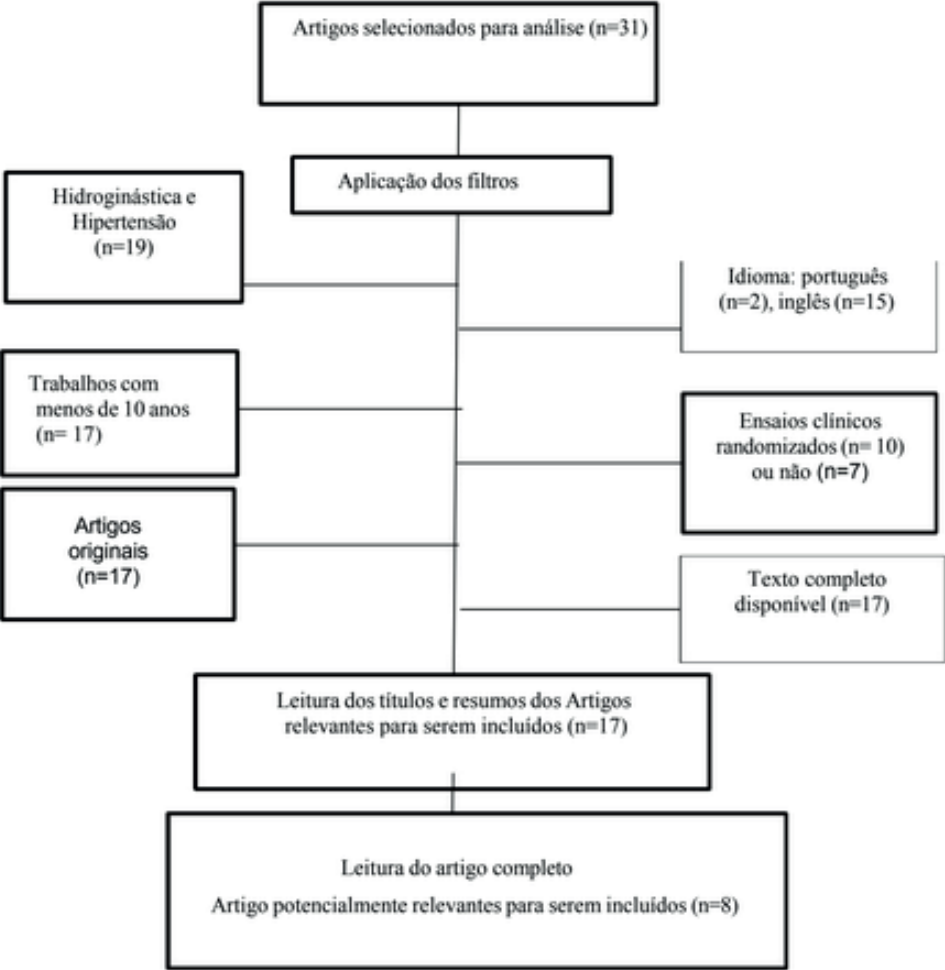 Artigos selecionados para análise (n=31)
Aplicação dos filtros
Hidroginástica e
Hipertensão
(n=19)
Idioma: português
(n=2), inglês (n=15)
Trabalhos com
menos de 10 anos
(n= 17)
Ensaios clínicos
randomizados (n= 10)
ou não (n=7)
Artigos
originais
(n=17)
Texto completo
disponível (n=17)
Leitura dos títulos e resumos dos Artigos
relevantes para serem incluídos (n=17)
Leitura do artigo completo
Artigo potencialmente relevantes para serem incluídos (n=8)